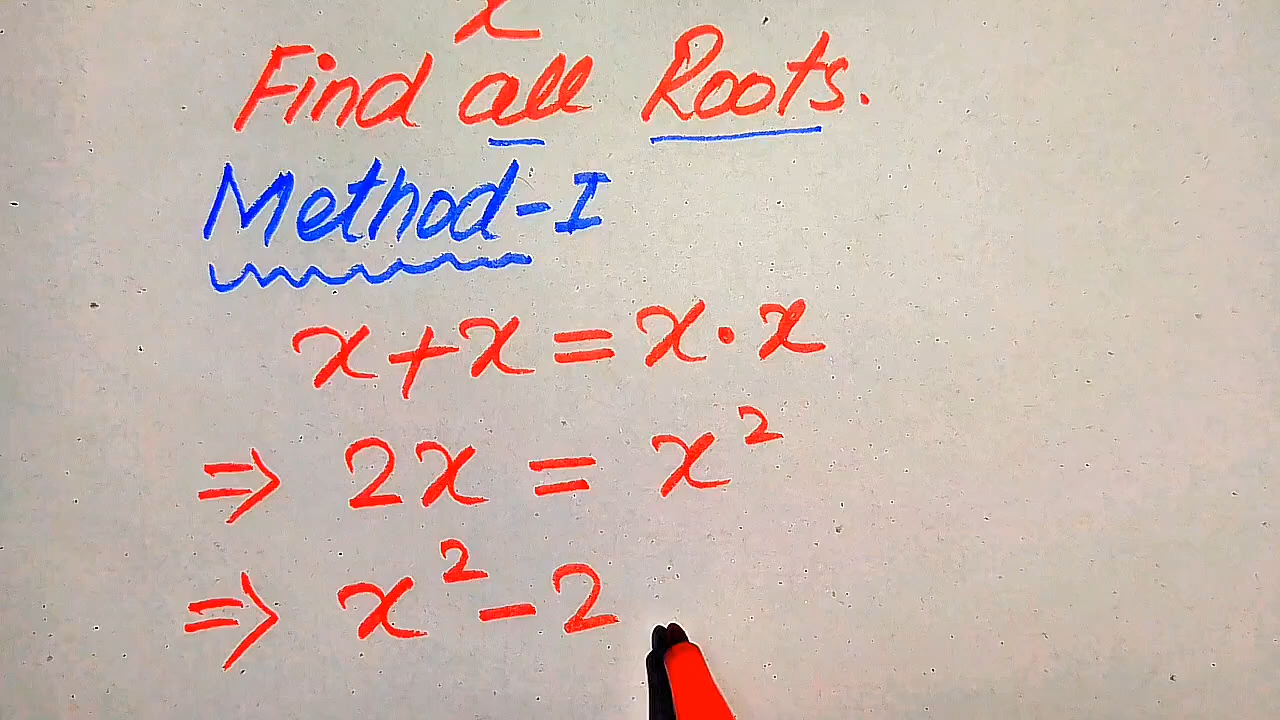 x
Find all Roots.
Method-I
x+x=x·x
⇒ 2x = x²
⇒ x²-2